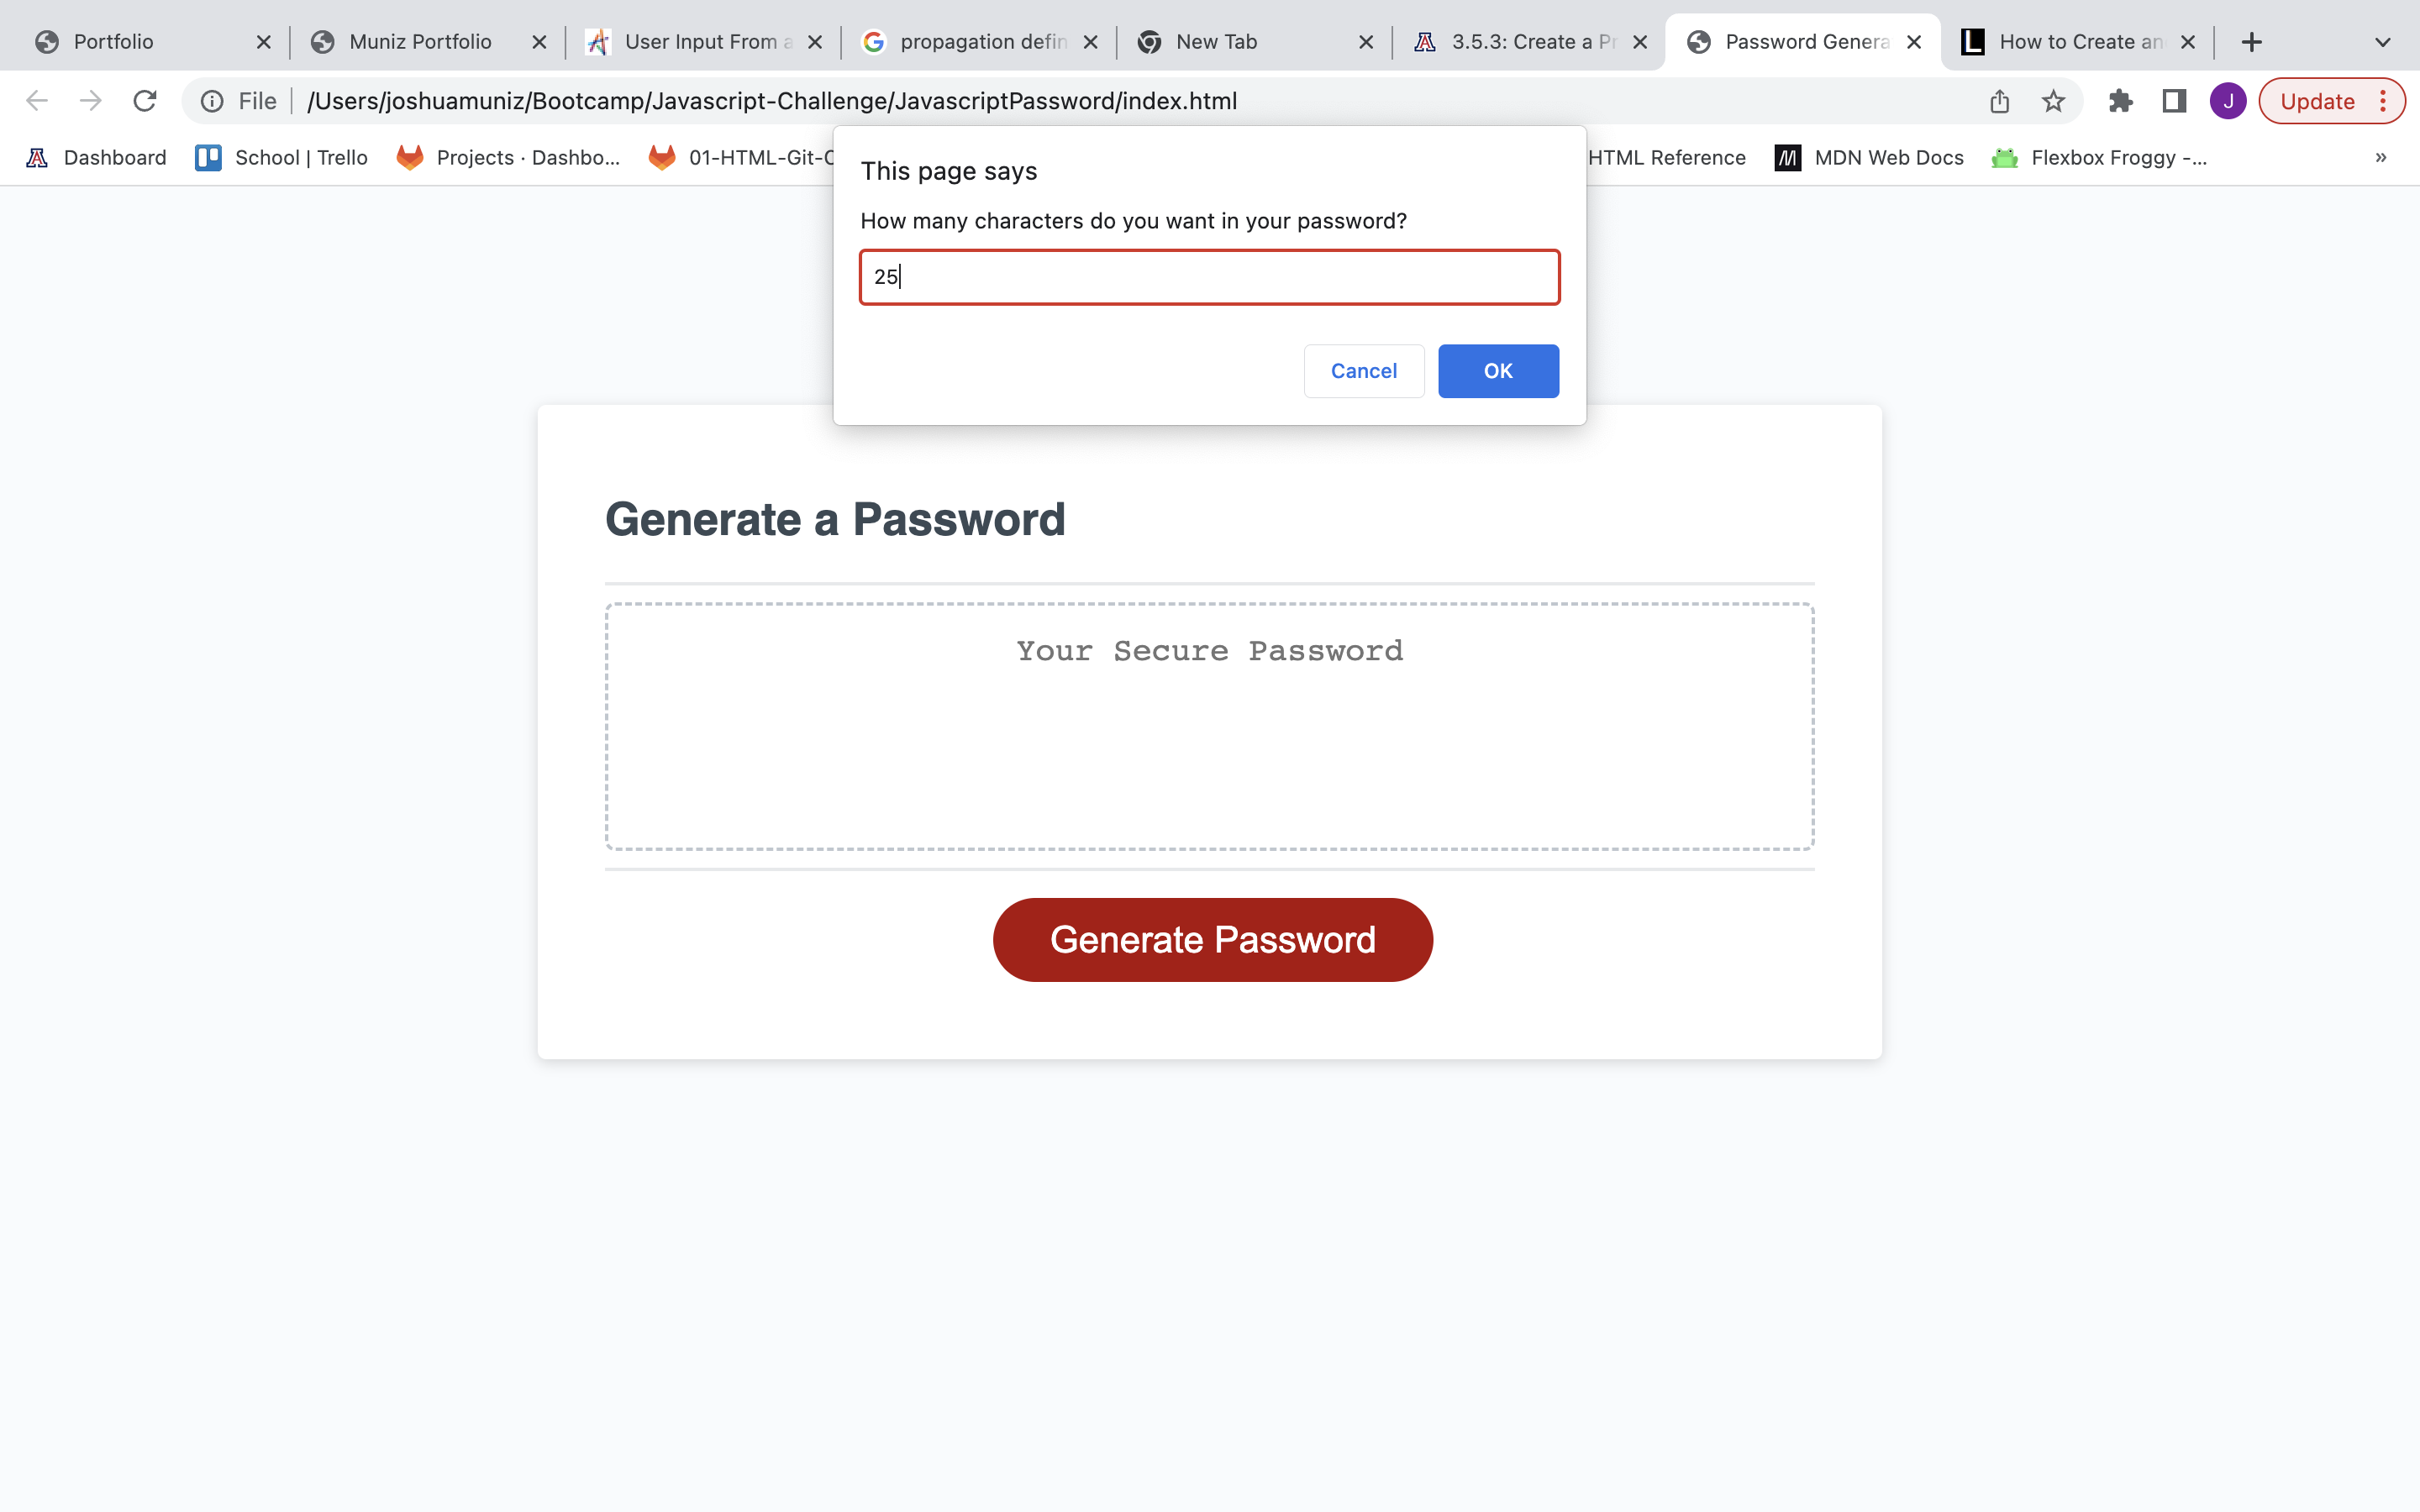 Portfolio
Muniz Portfolio
User Input From a
propagation defin
New Tab
3.5.3: Create a Pr
Password Genera
How to Create an
File
/Users/joshuamuniz/Bootcamp/Javascript-Challenge/JavascriptPassword/index.html
J
Update
Dashboard
School | Trello
Projects · Dashbo...
01-HTML-Git-C
HTML Reference
MDN Web Docs
Flexbox Froggy -...
»
This page says
How many characters do you want in your password?
25
Cancel
OK
Generate a Password
Your Secure Password
Generate Password